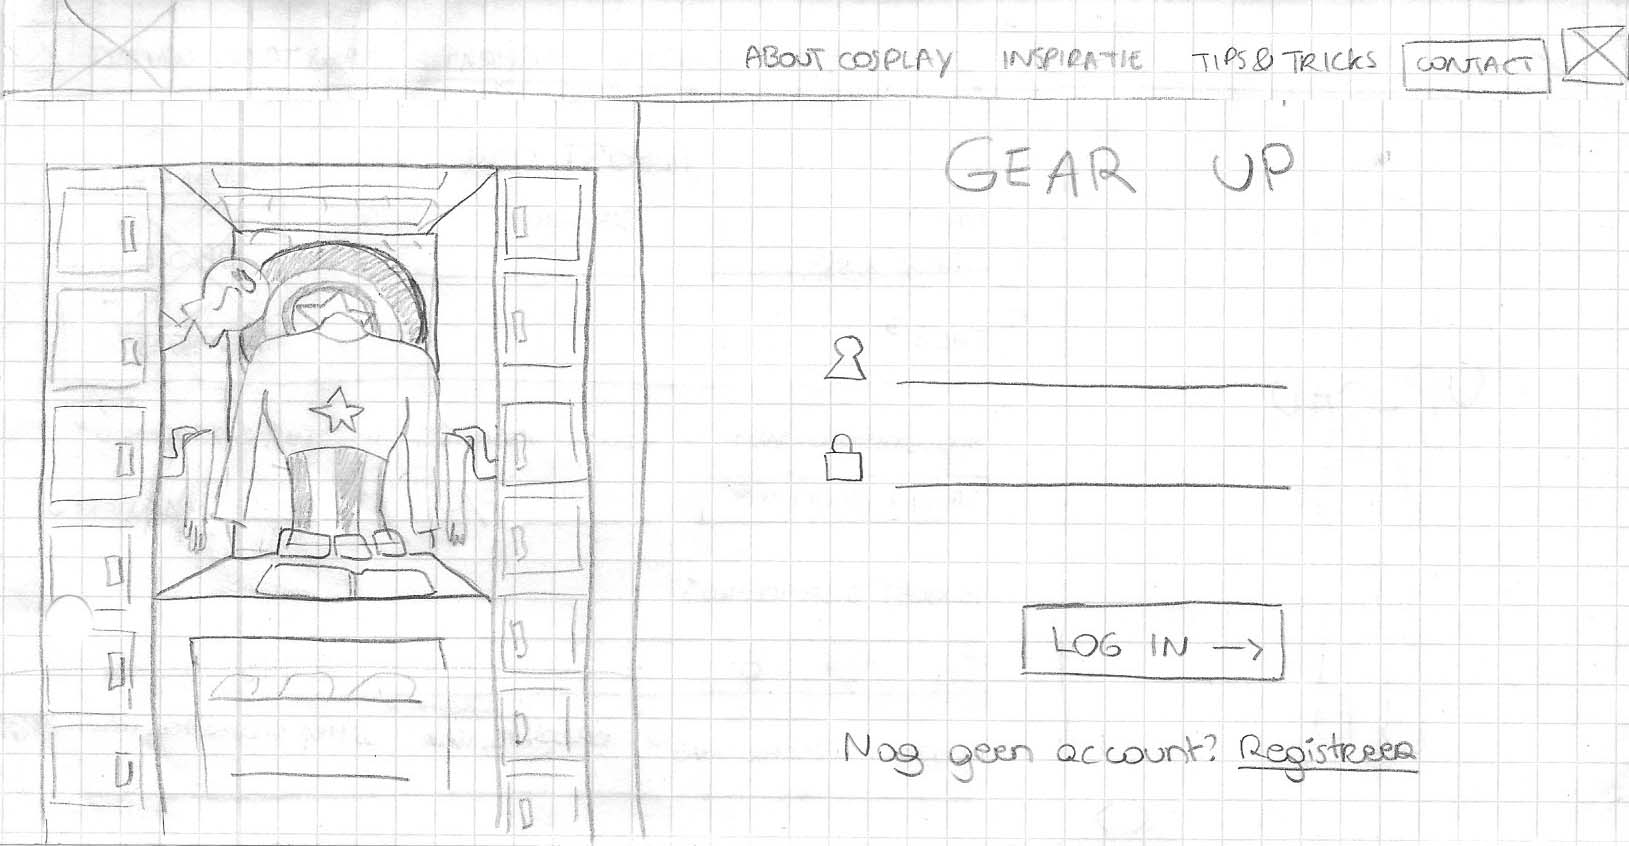 ABOUT COSPLAY INSPIRATIE TIPS & TRICKS CONTACT
GEAR UP
LOG IN →
Nog geen account? Registreer